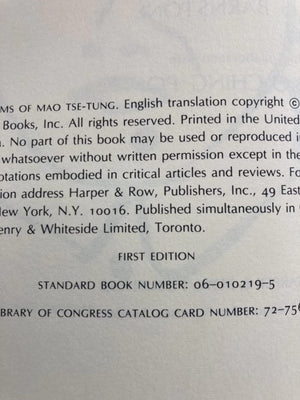 MS OF MAO TSE-TUNG. English translation copyright ©
Books, Inc. All rights reserved. Printed in the United
No part of this book may be used or reproduced in
whatsoever without written permission except in the
otations embodied in critical articles and reviews. Fo
ion address Harper & Row, Publishers, Inc., 49 East
New York, N.Y. 10016. Published simultaneously in
enry & Whiteside Limited, Toronto.
FIRST EDITION
STANDARD BOOK NUMBER: 06-010219-5
IBRARY OF CONGRESS CATALOG CARD NUMBER: 72-756